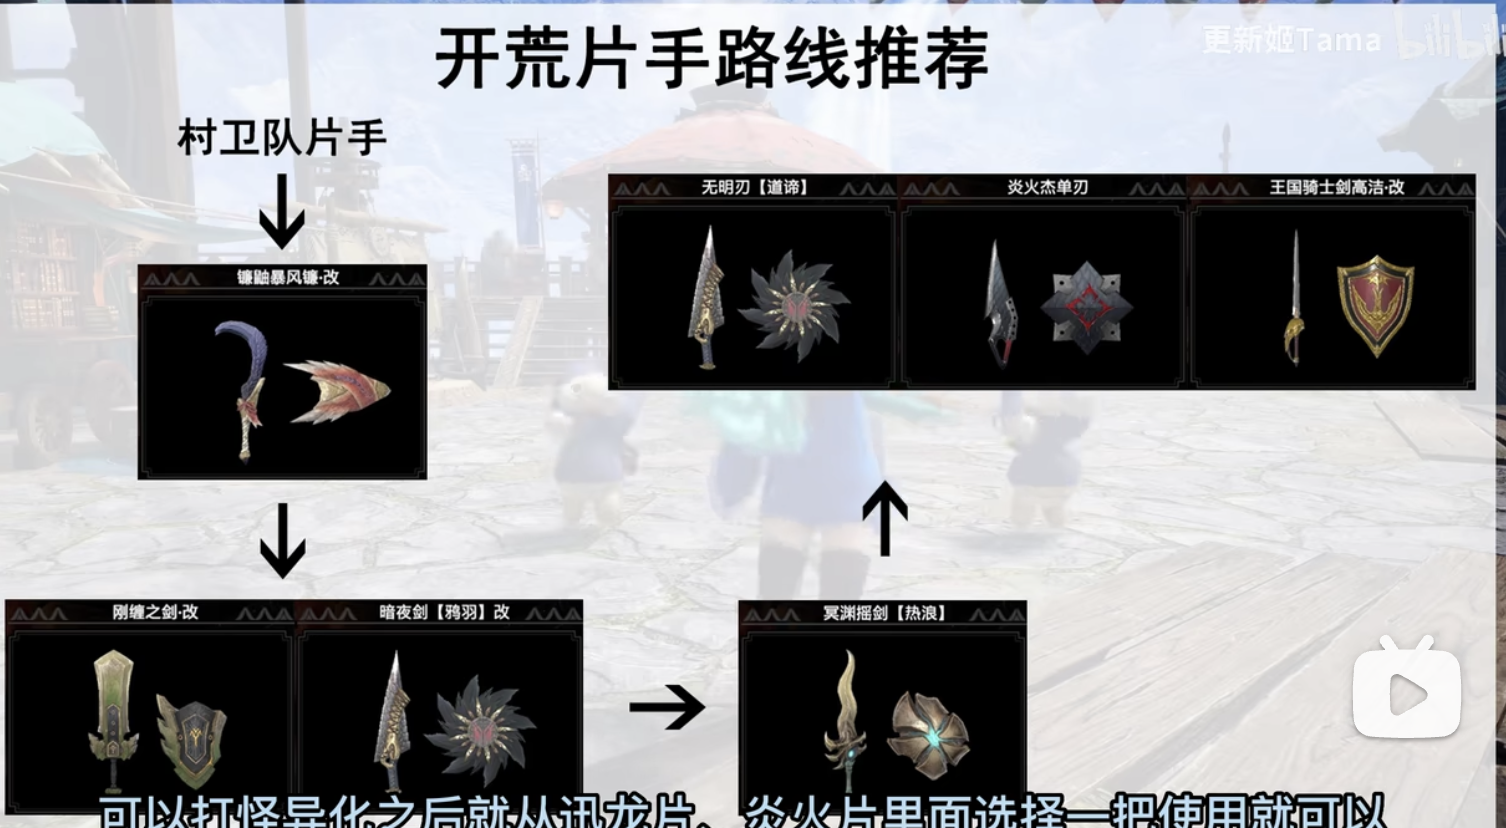 开荒片手路线推荐
更新姬Tama
bilibili
村卫队片手
镰鼬暴风镰·改
无明刃【道谛】
炎火杰单刃
王国骑士剑高洁·改
刚缠之剑·改
暗夜剑【鸦羽】改
冥渊摇剑【热浪】
可以打怪异化之后就从迅龙片、炎火片里面选择一把使用就可以